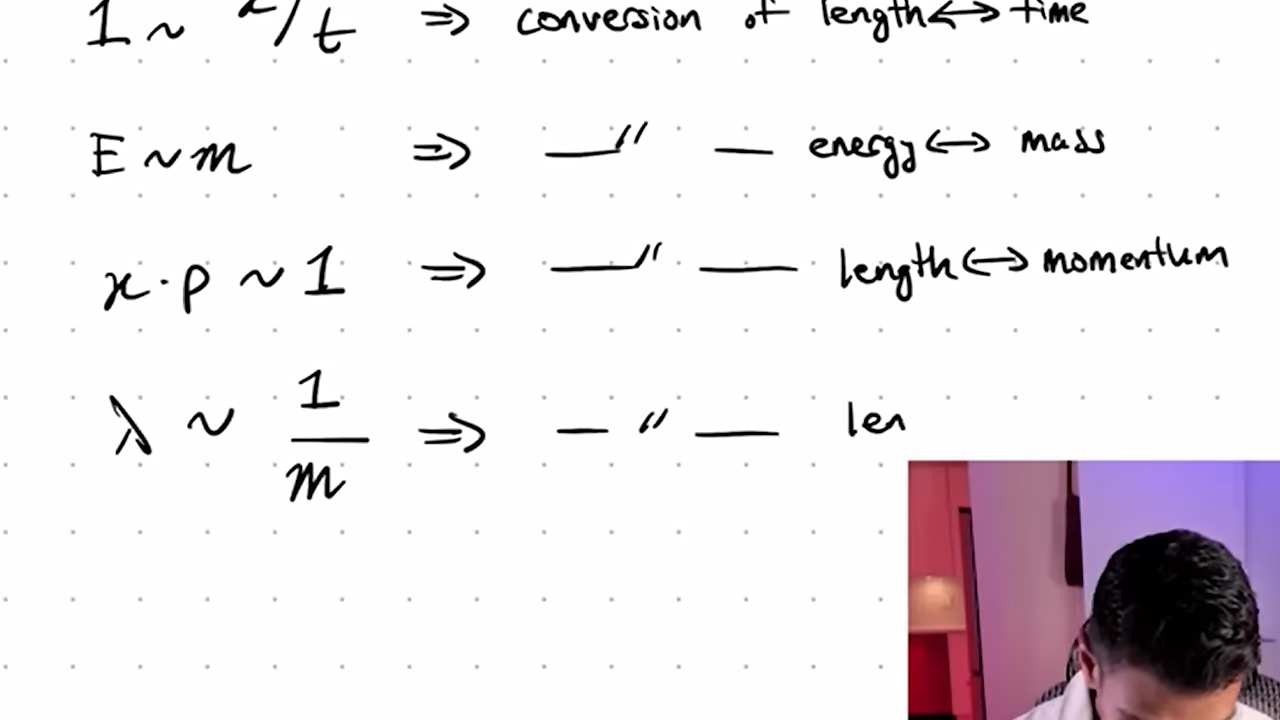 1 ~ x/t ⇒ conversion of length ↔ time
E ~ m ⇒ —〃— energy ↔ mass
x · p ~ 1 ⇒ —〃— length ↔ momentum
λ ~ 1/m ⇒ —〃— len